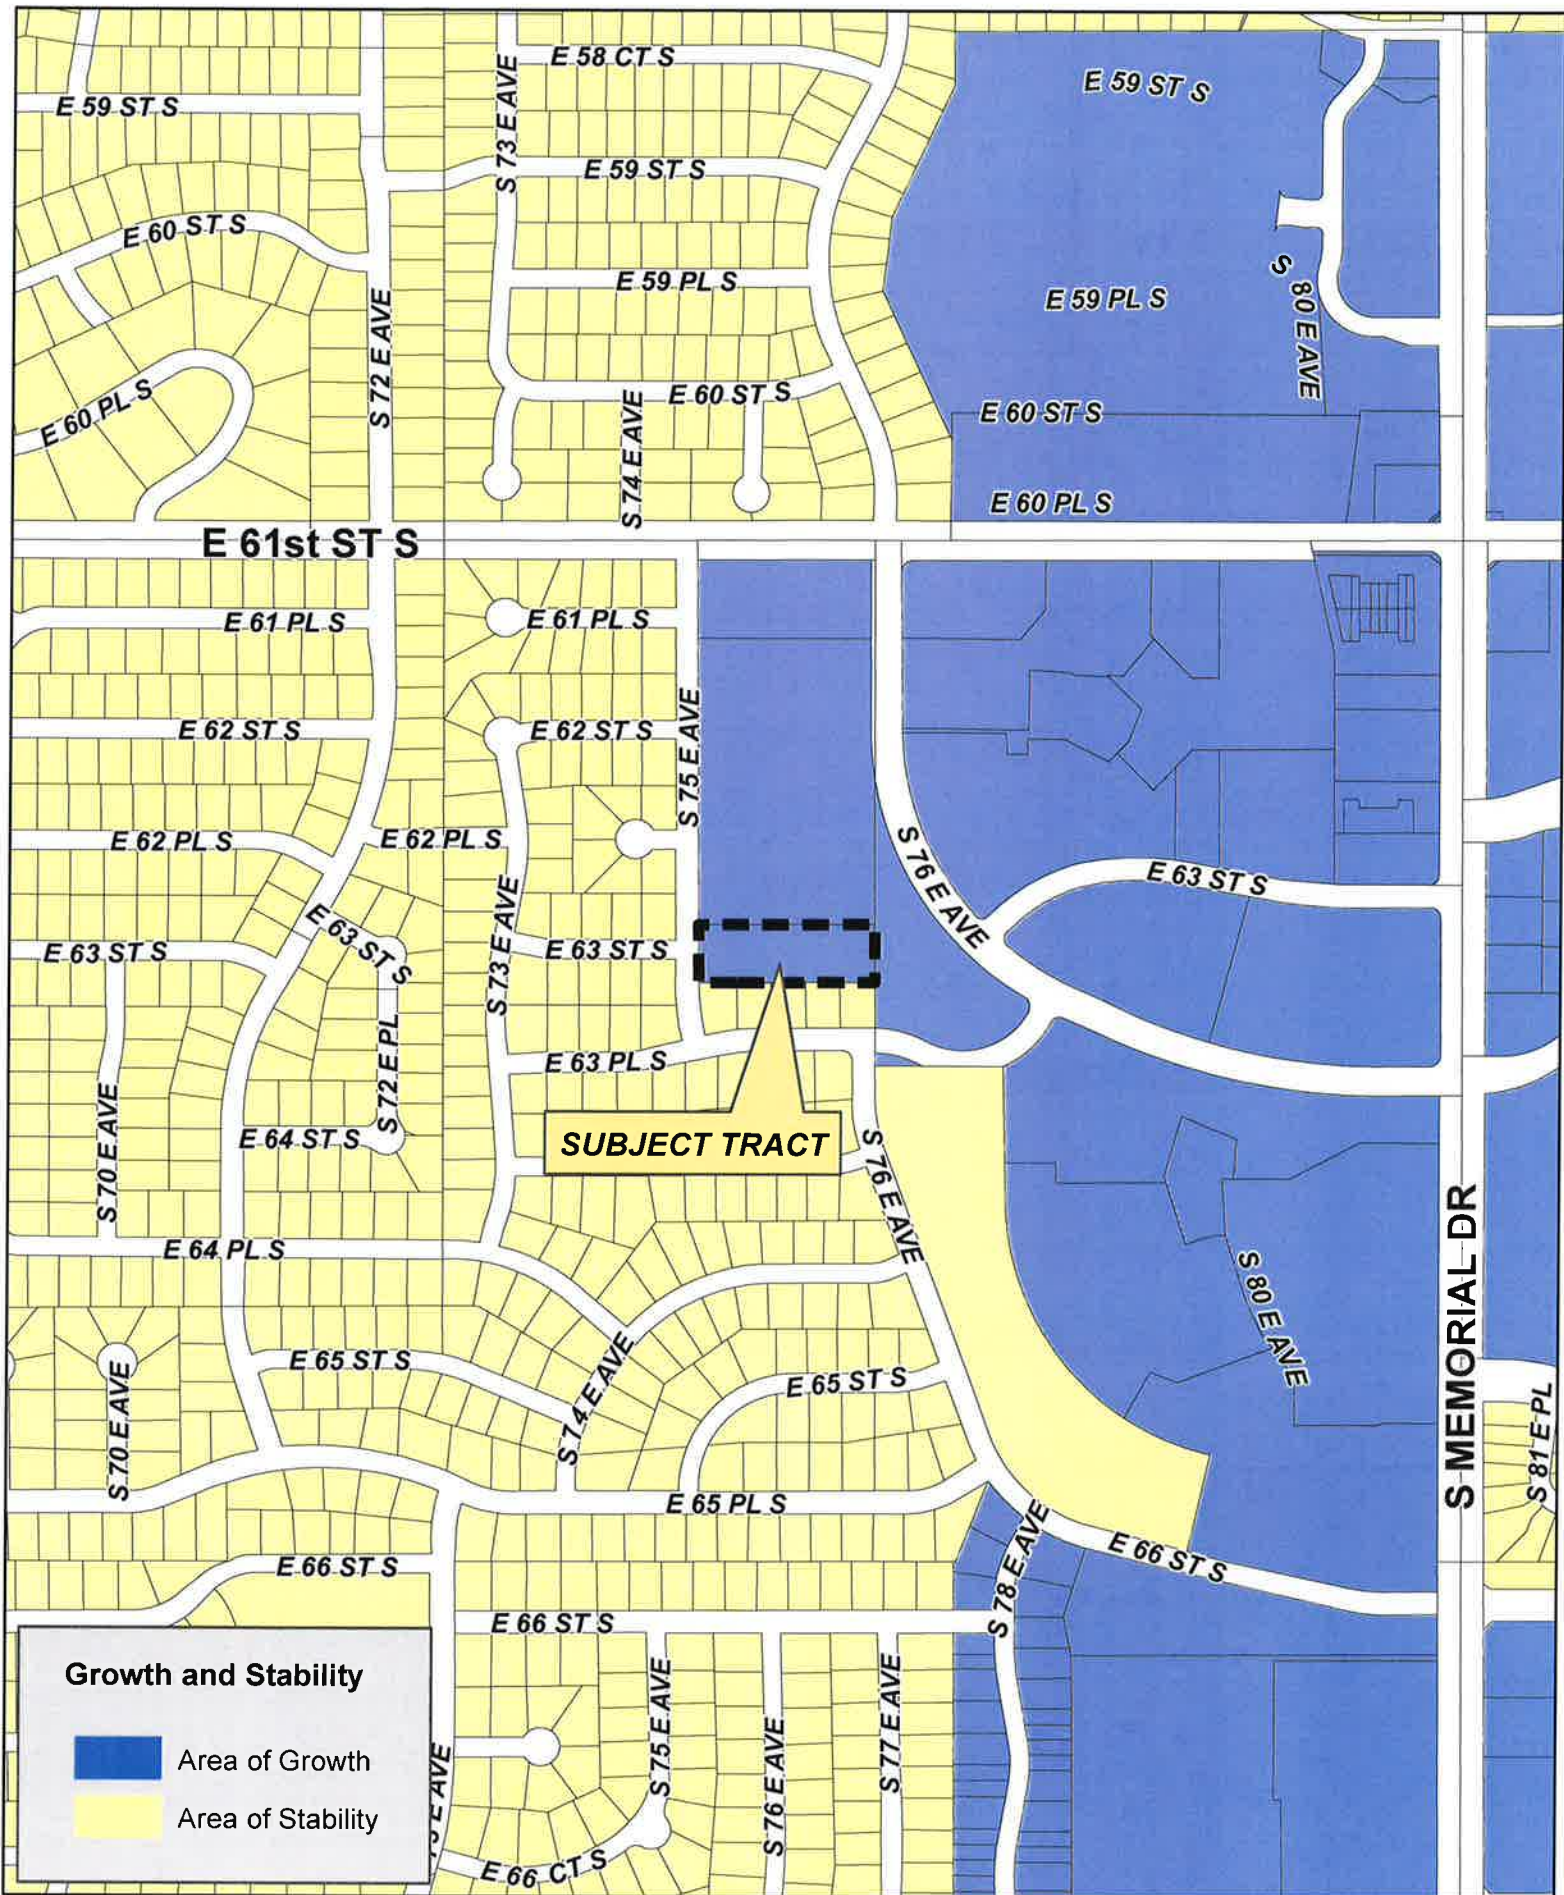 E 58 CT S
E 59 ST S
E 59 ST S
S 73 E AVE
E 59 ST S
E 60 ST S
E 59 PL S
E 59 PL S
S 80 E AVE
S 72 E AVE
E 60 PL S
E 60 ST S
S 74 E AVE
E 60 ST S
E 60 PL S
E 61st ST S
E 61 PL S
E 61 PL S
E 62 ST S
E 62 ST S
S 75 E AVE
E 62 PL S
E 62 PL S
S 76 E AVE
E 63 ST S
E 63 ST S
E 63 ST S
S 73 E AVE
E 63 ST S
S 72 E PL
E 63 PL S
S 70 E AVE
E 64 ST S
SUBJECT TRACT
S 76 E AVE
E 64 PL S
S 80 E AVE
S MEMORIAL DR
E 65 ST S
S 74 E AVE
E 65 ST S
S 70 E AVE
S 81 E PL
E 65 PL S
E 66 ST S
S 78 E AVE
E 66 ST S
E 66 ST S
S 75 E AVE
S 76 E AVE
S 77 E AVE
E AVE
E 66 CT S
Growth and Stability
Area of Growth
Area of Stability